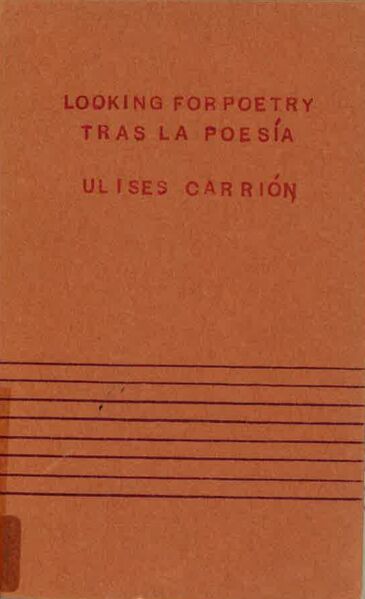 LOOKING FOR POETRY
TRAS LA POESÍA
ULISES CARRIÓN